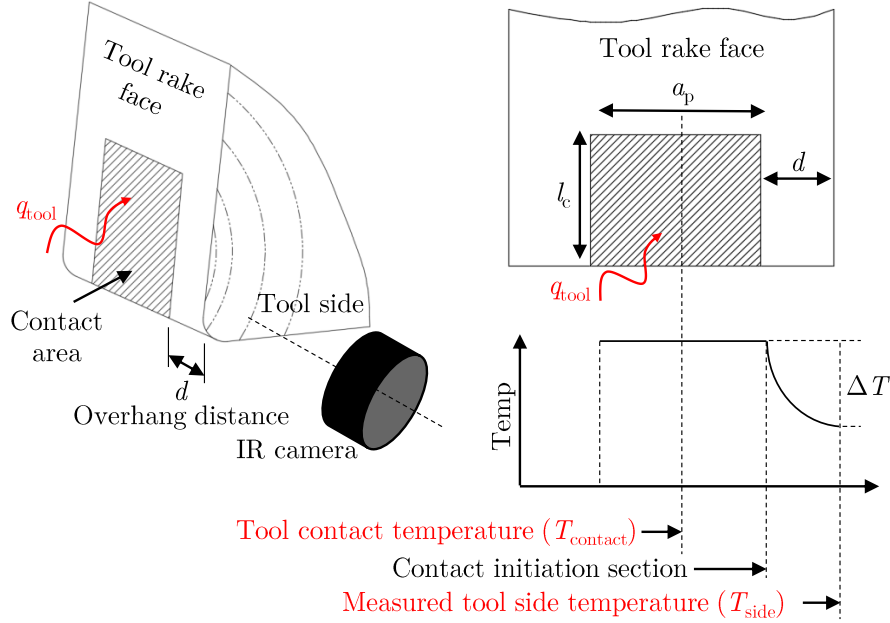 Tool rake
face
q_tool
Contact
area
d
Overhang distance
Tool side
IR camera
Tool rake face
a_p
l_c
d
q_tool
Temp
Δ T
Tool contact temperature (T_contact)
Contact initiation section
Measured tool side temperature (T_side)